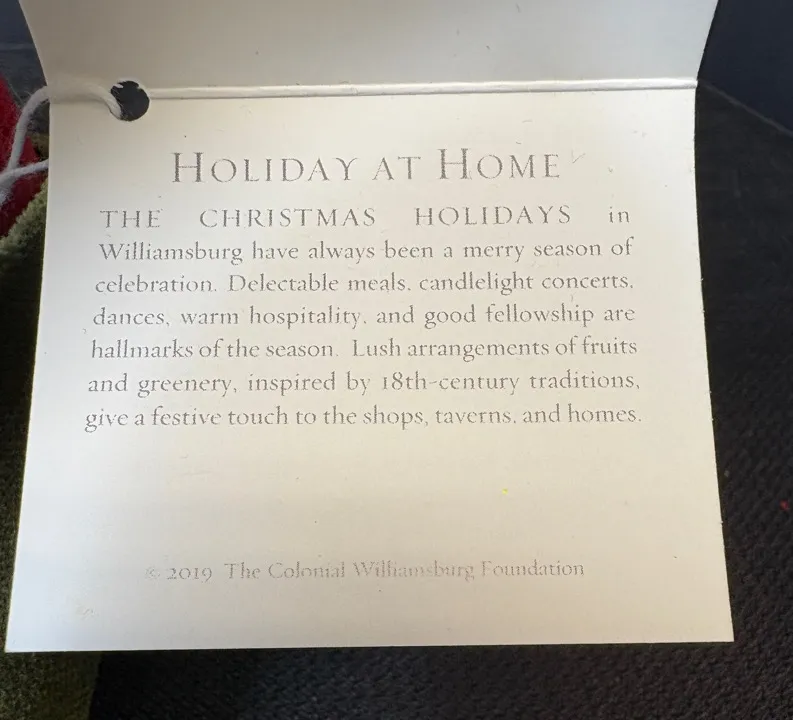 HOLIDAY AT HOME
THE CHRISTMAS HOLIDAYS in
Williamsburg have always been a merry season of
celebration. Delectable meals, candlelight concerts,
dances, warm hospitality, and good fellowship are
hallmarks of the season. Lush arrangements of fruits
and greenery, inspired by 18th-century traditions,
give a festive touch to the shops, taverns, and homes.
© 2019 The Colonial Williamsburg Foundation